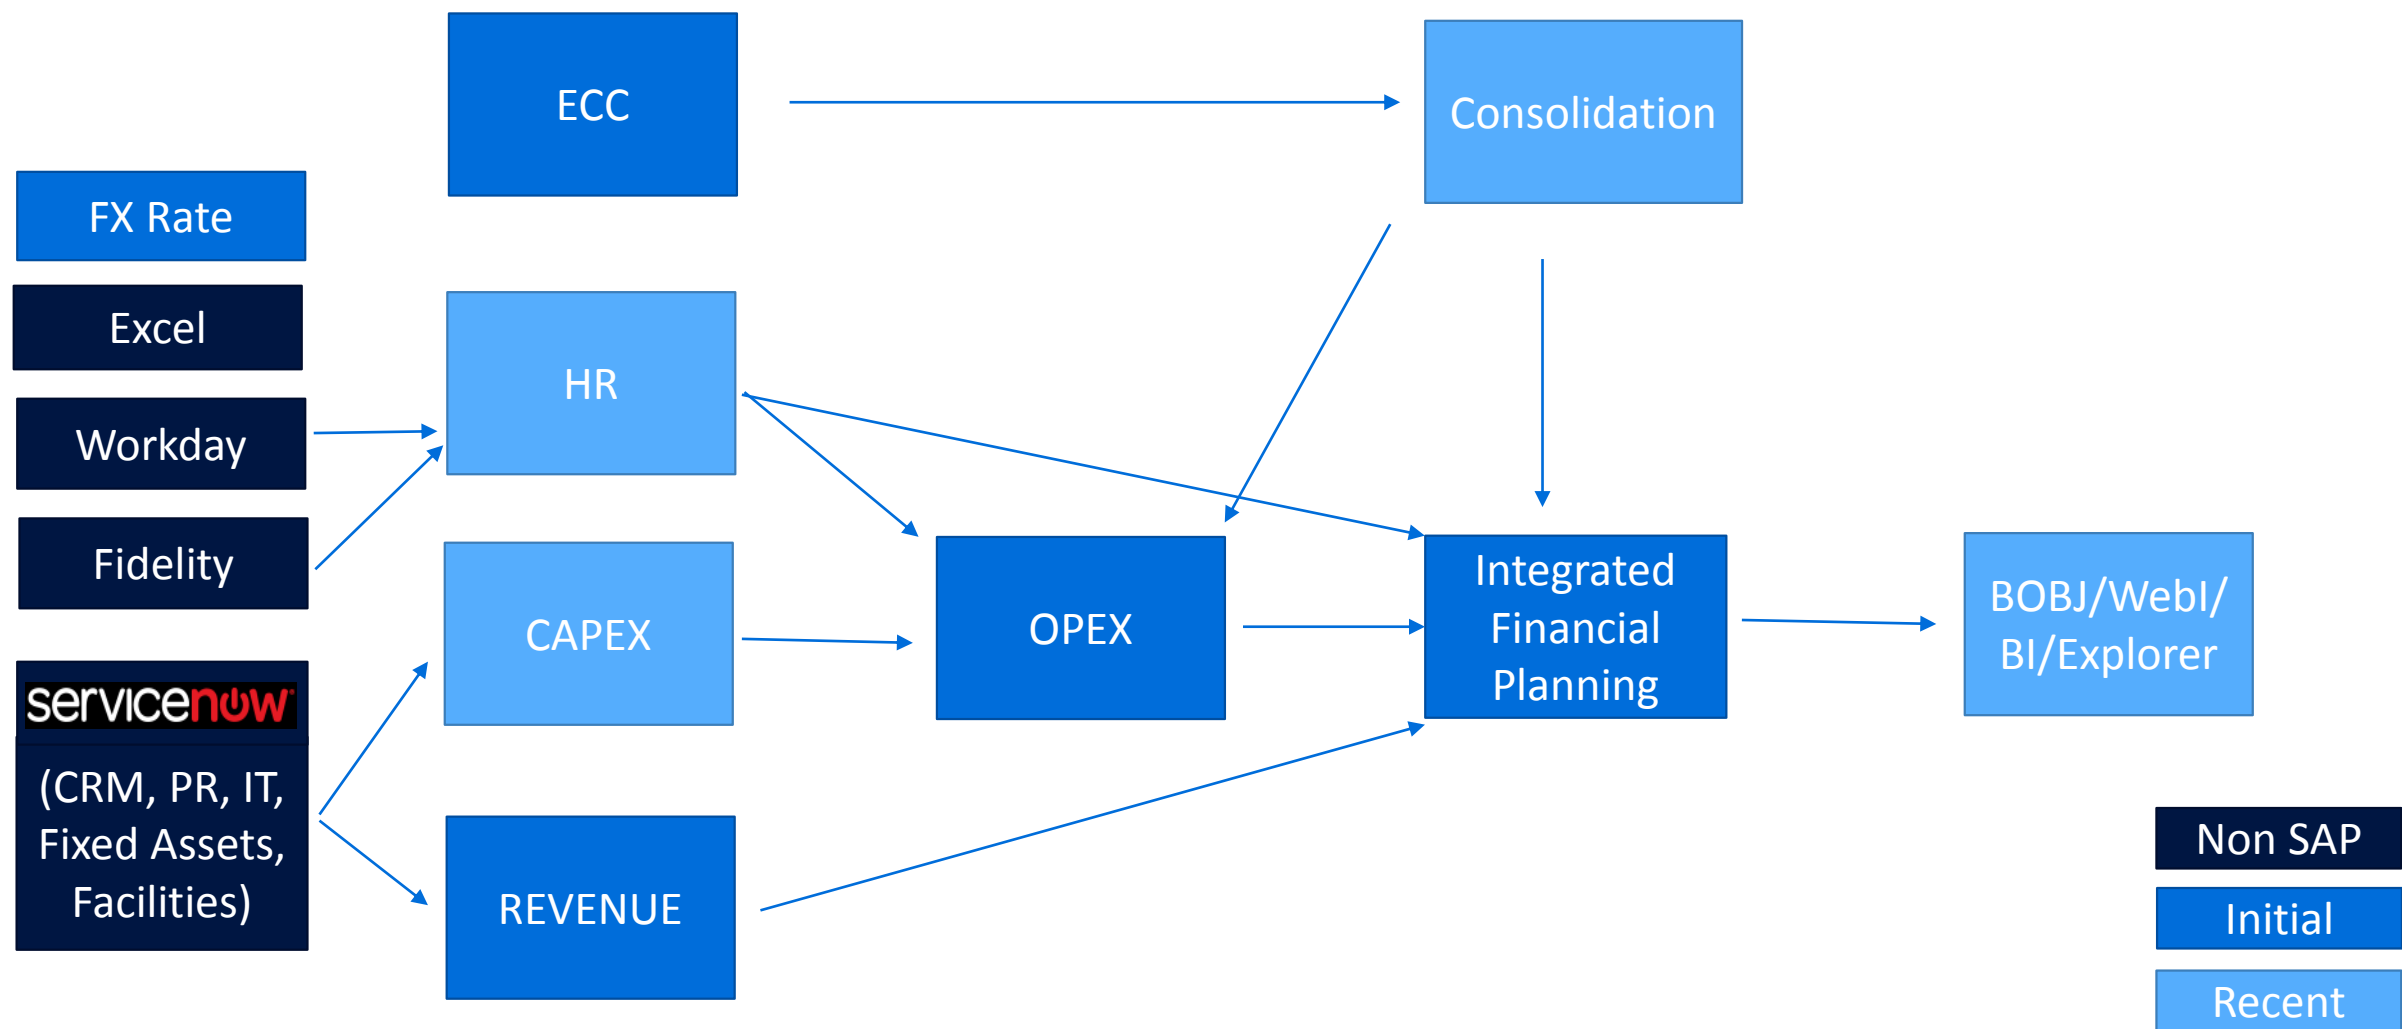 ECC
Consolidation
FX Rate
Excel
HR
Workday
Fidelity
CAPEX
OPEX
Integrated
Financial
Planning
BOBJ/WebI/
BI/Explorer
servicenow
(CRM, PR, IT,
Fixed Assets,
Facilities)
REVENUE
Non SAP
Initial
Recent